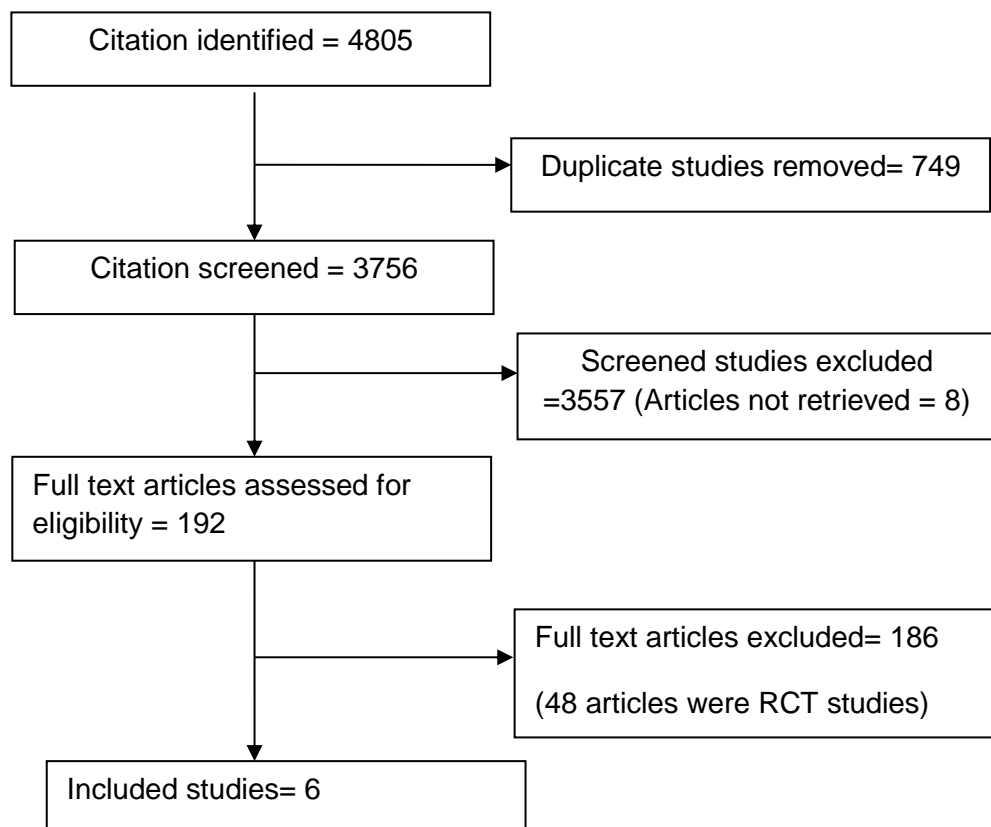 Citation identified = 4805
Duplicate studies removed= 749
Citation screened = 3756
Screened studies excluded
=3557 (Articles not retrieved = 8)
Full text articles assessed for
eligibility = 192
Full text articles excluded= 186
(48 articles were RCT studies)
Included studies= 6